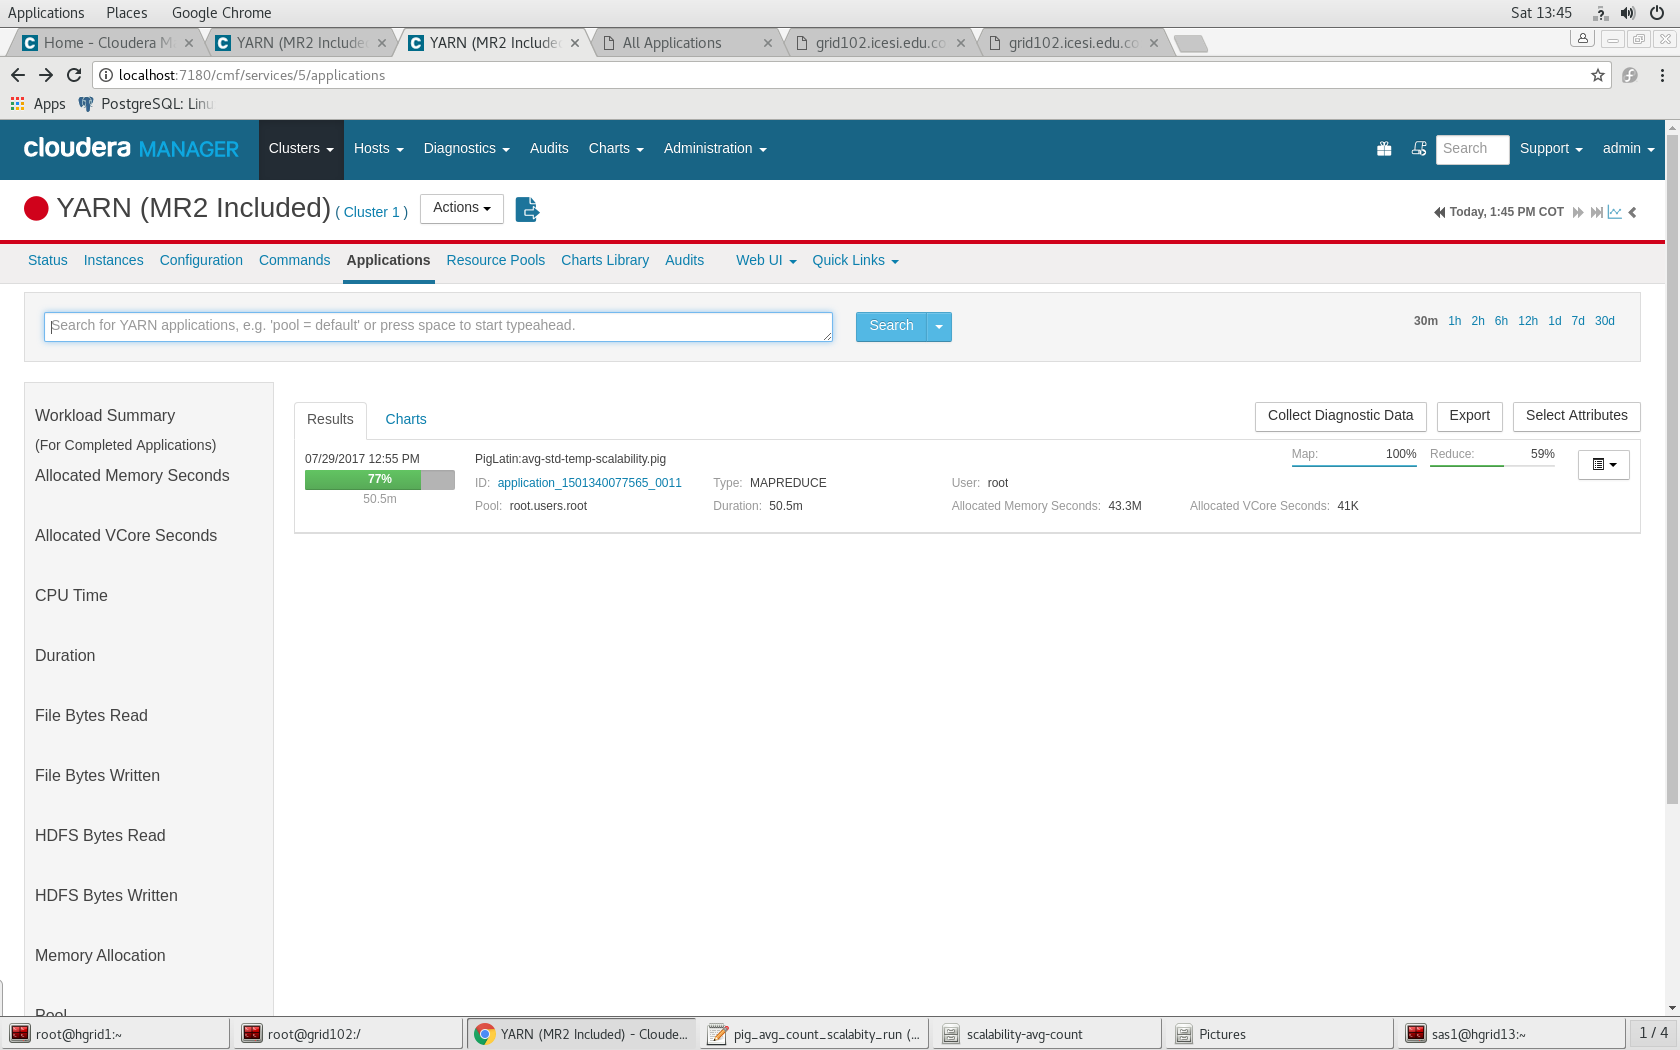 Applications Places Google Chrome Sat 13:45
Home - Cloudera M YARN (MR2 Include YARN (MR2 Include All Applications grid102.icesi.edu.co grid102.icesi.edu.co
localhost:7180/cmf/services/5/applications
Apps PostgreSQL: Linu
cloudera MANAGER Clusters Hosts Diagnostics Audits Charts Administration Search Support admin
YARN (MR2 Included) ( Cluster 1 ) Actions Today, 1:45 PM COT
Status Instances Configuration Commands Applications Resource Pools Charts Library Audits Web UI Quick Links
Search for YARN applications, e.g. 'pool = default' or press space to start typeahead. Search 30m 1h 2h 6h 12h 1d 7d 30d
Workload Summary
(For Completed Applications)
Allocated Memory Seconds
Allocated VCore Seconds
CPU Time
Duration
File Bytes Read
File Bytes Written
HDFS Bytes Read
HDFS Bytes Written
Memory Allocation
Pool
Results Charts Collect Diagnostic Data Export Select Attributes
07/29/2017 12:55 PM PigLatin:avg-std-temp-scalability.pig Map: 100% Reduce: 59%
77% ID: application_1501340077565_0011 Type: MAPREDUCE User: root
50.5m Pool: root.users.root Duration: 50.5m Allocated Memory Seconds: 43.3M Allocated VCore Seconds: 41K
root@hgrid1:~ root@grid102:/ YARN (MR2 Included) - Cloude... pig_avg_count_scalabity_run (... scalability-avg-count Pictures sas1@hgrid13:~ 1 / 4